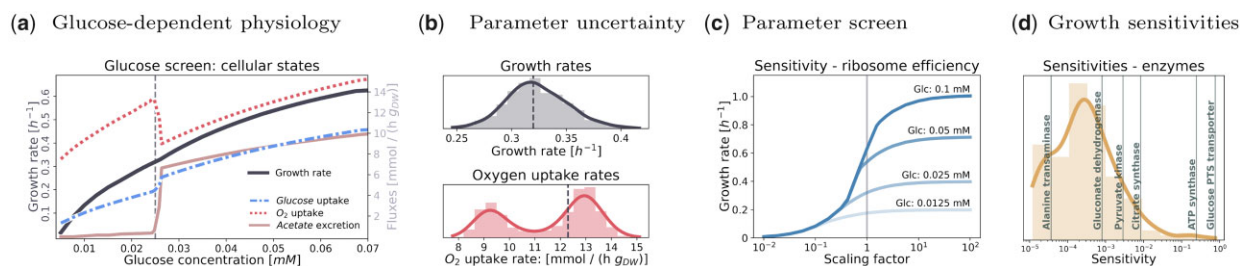 (a) Glucose-dependent physiology
Glucose screen: cellular states
Growth rate [h⁻¹]
0.6
0.5
0.4
0.3
0.2
0.1
14
12
10
8
6
4
2
Fluxes [mmol / (h g_DW)]
Growth rate
Glucose uptake
O₂ uptake
Acetate excretion
0.01 0.02 0.03 0.04 0.05 0.06 0.07
Glucose concentration [mM]
(b) Parameter uncertainty
Growth rates
0.25 0.30 0.35 0.40
Growth rate [h⁻¹]
Oxygen uptake rates
8 9 10 11 12 13 14 15
O₂ uptake rate: [mmol / (h g_DW)]
(c) Parameter screen
Sensitivity - ribosome efficiency
Growth rate [h⁻¹]
1.0
0.8
0.6
0.4
0.2
0.0
Glc: 0.1 mM
Glc: 0.05 mM
Glc: 0.025 mM
Glc: 0.0125 mM
10⁻² 10⁻¹ 10⁰ 10¹ 10²
Scaling factor
(d) Growth sensitivities
Sensitivities - enzymes
Alanine transaminase
Gluconate dehydrogenase
Pyruvate kinase
Citrate synthase
ATP synthase
Glucose PTS transporter
10⁻⁵ 10⁻⁴ 10⁻³ 10⁻² 10⁻¹ 10⁰
Sensitivity